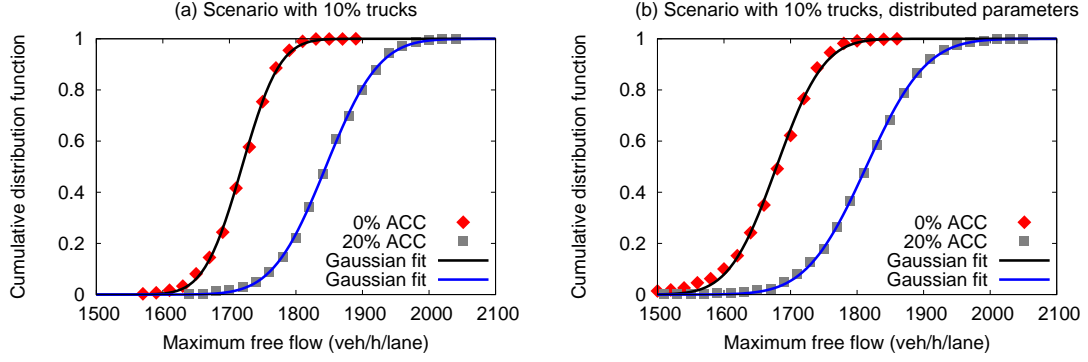 (a) Scenario with 10% trucks
Cumulative distribution function
1
0.8
0.6
0.4
0.2
0
0% ACC
20% ACC
Gaussian fit
Gaussian fit
1500 1600 1700 1800 1900 2000 2100
Maximum free flow (veh/h/lane)
(b) Scenario with 10% trucks, distributed parameters
Cumulative distribution function
1
0.8
0.6
0.4
0.2
0
0% ACC
20% ACC
Gaussian fit
Gaussian fit
1500 1600 1700 1800 1900 2000 2100
Maximum free flow (veh/h/lane)